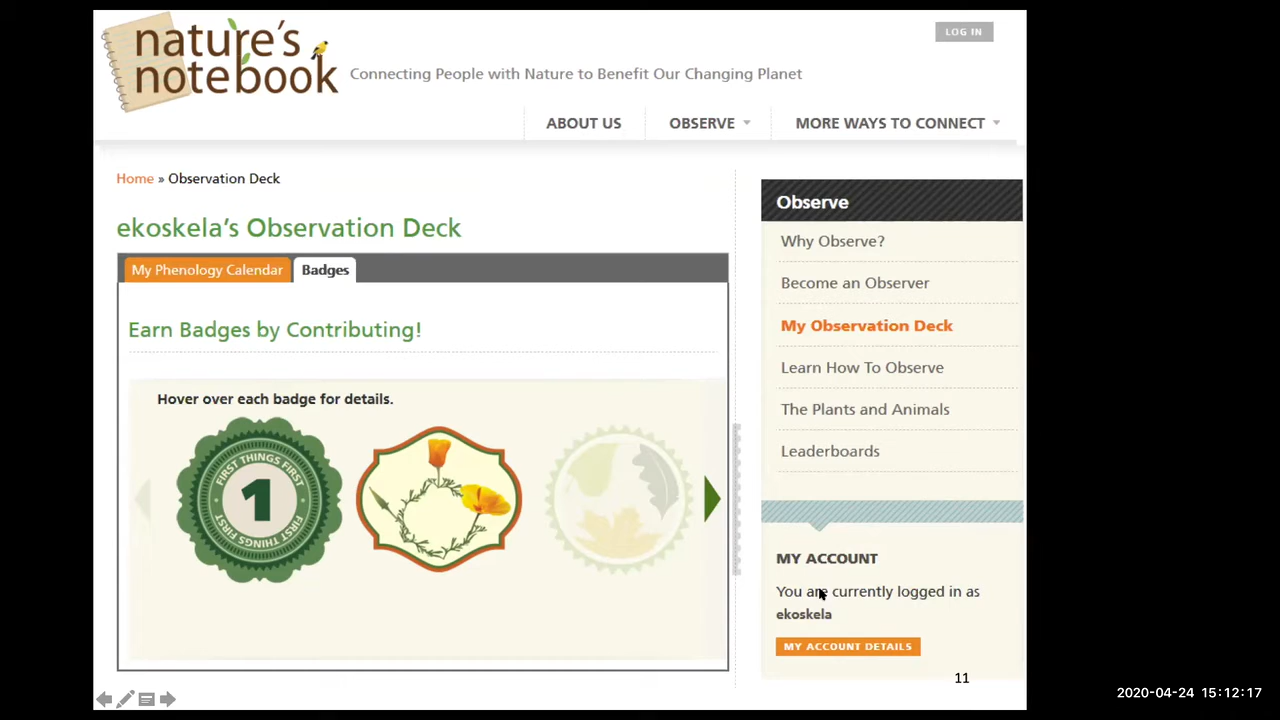 nature's
notebook
LOG IN
Connecting People with Nature to Benefit Our Changing Planet
ABOUT US
OBSERVE
MORE WAYS TO CONNECT
Home » Observation Deck
ekoskela's Observation Deck
My Phenology Calendar
Badges
Earn Badges by Contributing!
Hover over each badge for details.
FIRST THINGS FIRST
1
FIRST THINGS FIRST
Observe
Why Observe?
Become an Observer
My Observation Deck
Learn How To Observe
The Plants and Animals
Leaderboards
MY ACCOUNT
You are currently logged in as
ekoskela
MY ACCOUNT DETAILS
11
2020-04-24 15:12:17